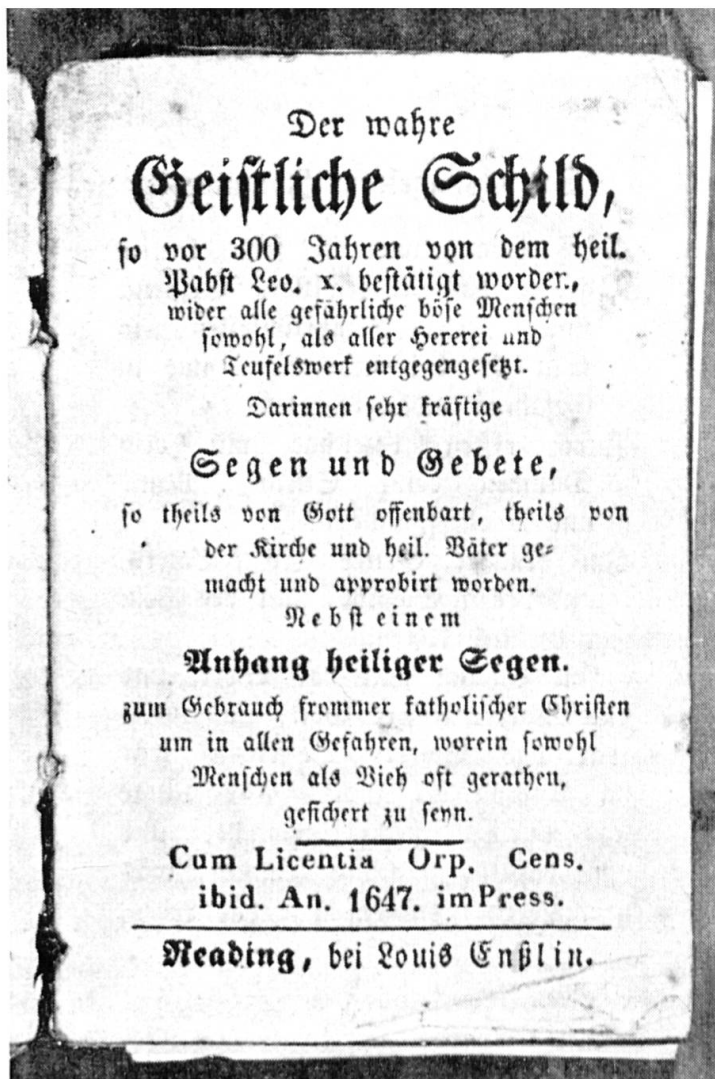 Der wahre
Geistliche Schild,
so vor 300 Jahren von dem heil.
Pabst Leo. x. bestätigt worder.,
wider alle gefährliche böse Menschen
sowohl, als aller Hexerei und
Teufelswerk entgegengesetzt.
Darinnen sehr kräftige
Segen und Gebete,
so theils von Gott offenbart, theils von
der Kirche und heil. Väter ge⸗
macht und approbirt worden.
Nebst einem
Anhang heiliger Segen.
zum Gebrauch frommer katholischer Christen
um in allen Gefahren, worein sowohl
Menschen als Vieh oft gerathen,
gesichert zu seyn.
Cum Licentia Orp. Cens.
ibid. An. 1647. imPress.
Reading, bei Louis Enßlin.